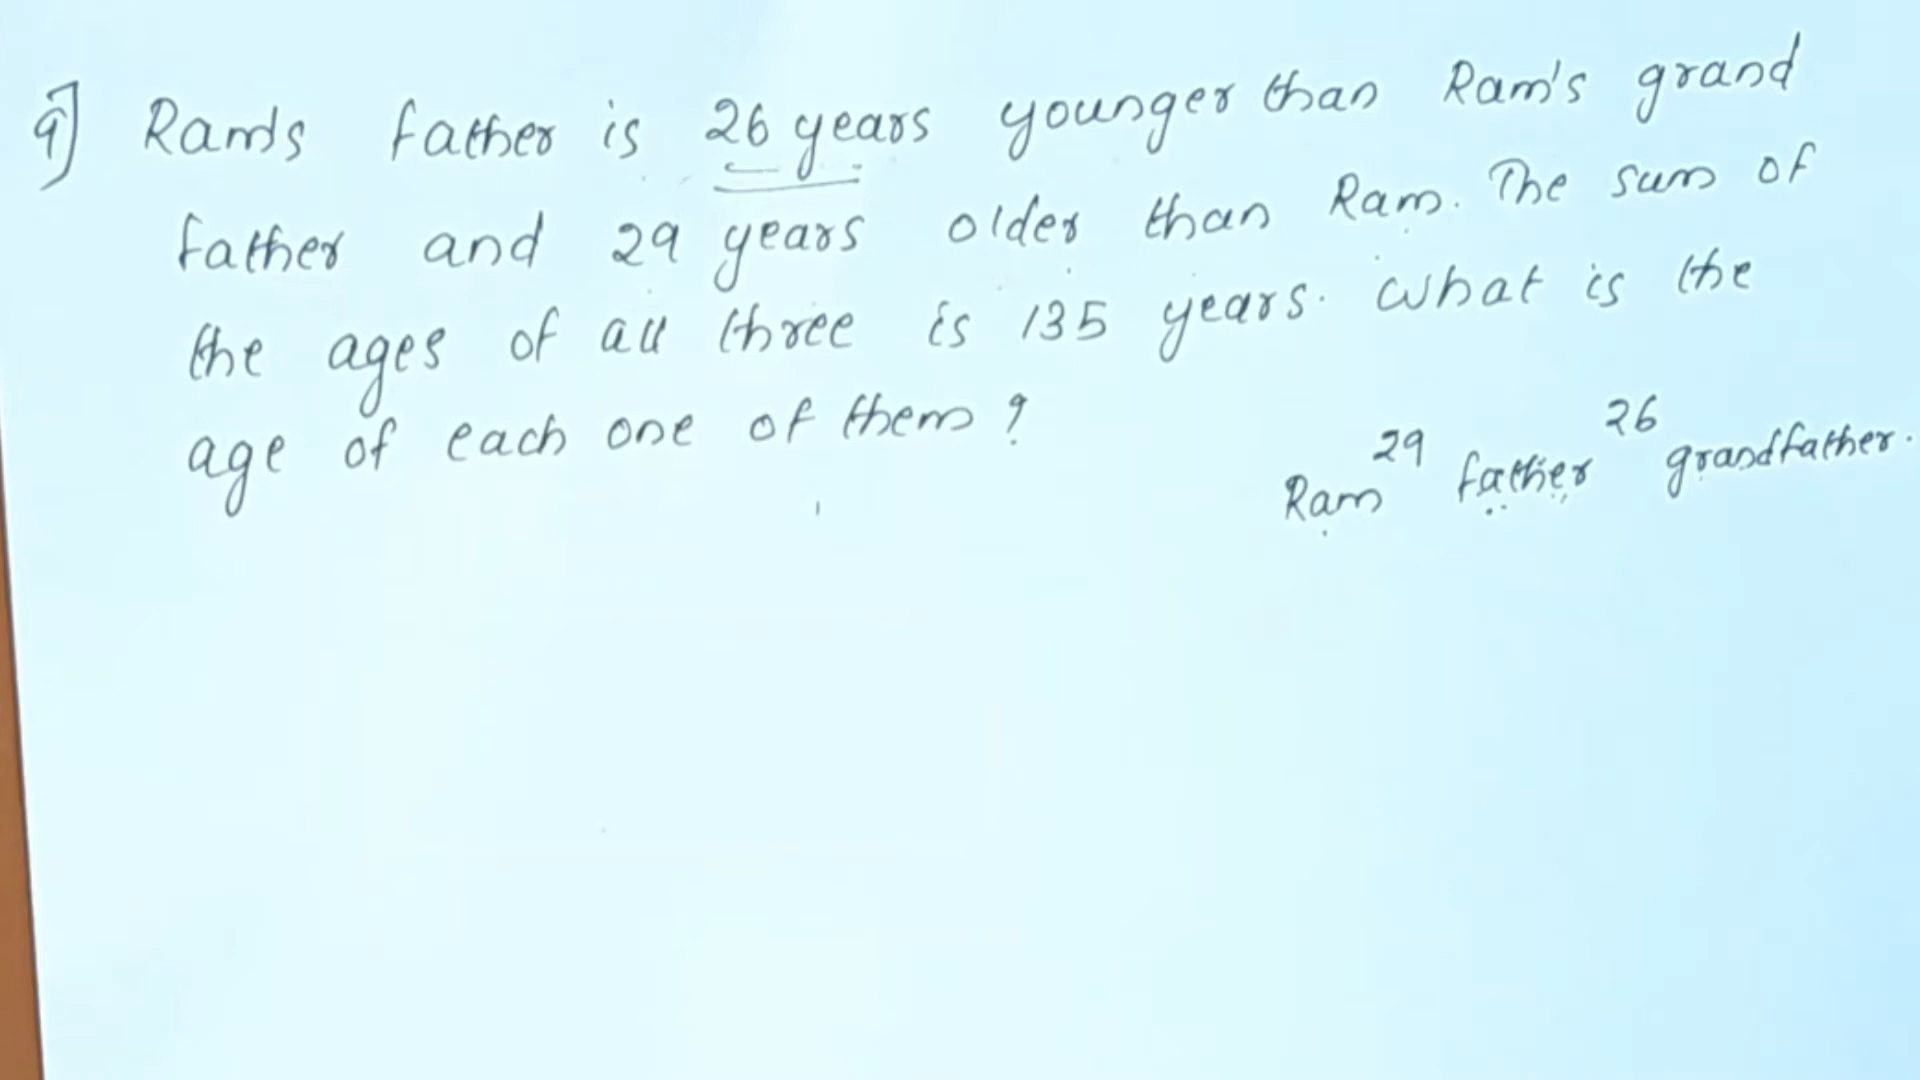 9] Ram's father is 26 years younger than Ram's grand
father and 29 years older than Ram. The sum of
the ages of all three is 135 years. What is the
age of each one of them?
Ram 29 father 26 grandfather.